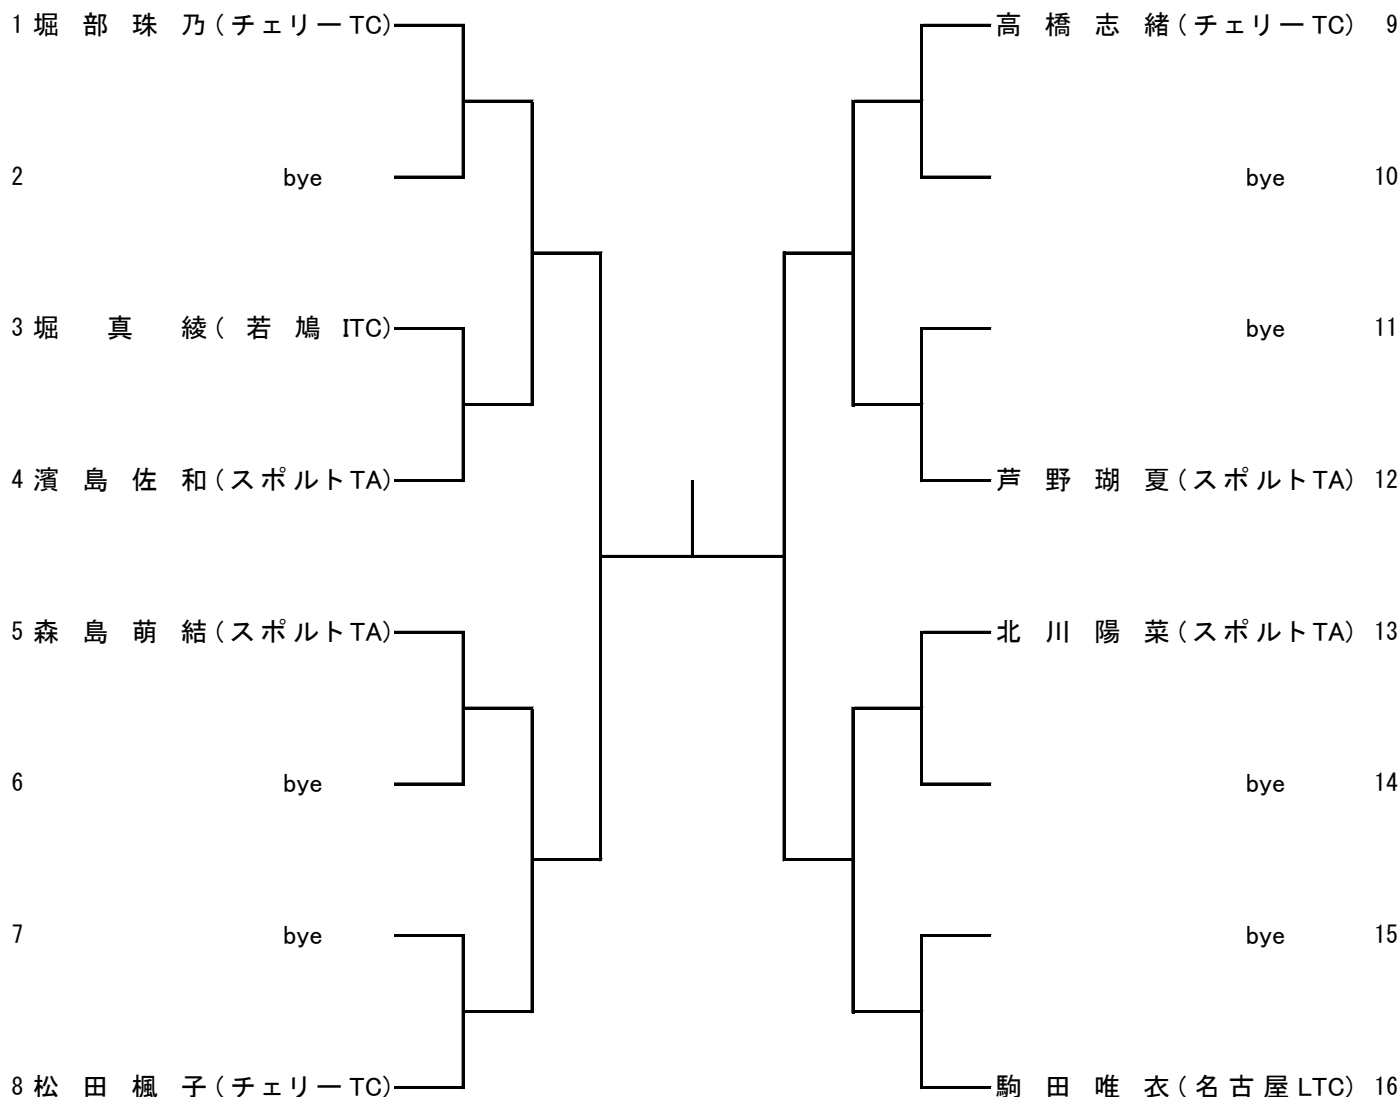 1 堀部珠乃(チェリーTC)
2 bye
3 堀真綾(若鳩ITC)
4 濱島佐和(スポルトTA)
5 森島萌結(スポルトTA)
6 bye
7 bye
8 松田楓子(チェリーTC)
高橋志緒(チェリーTC) 9
bye 10
bye 11
芦野瑚夏(スポルトTA) 12
北川陽菜(スポルトTA) 13
bye 14
bye 15
駒田唯衣(名古屋LTC) 16